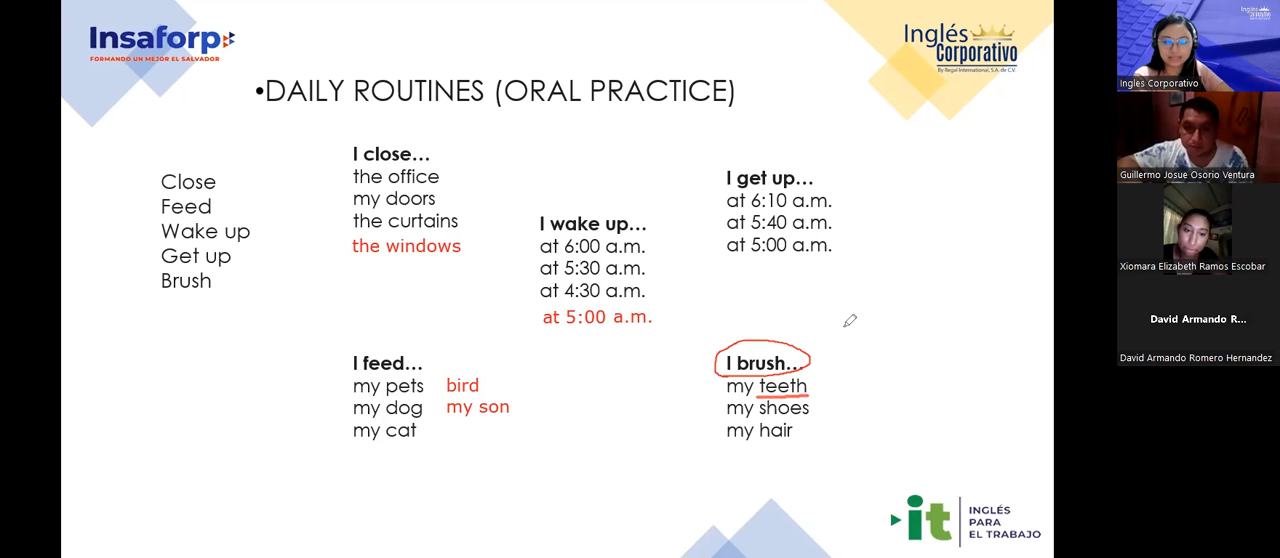 Insaforp
FORMANDO UN MEJOR EL SALVADOR
Inglés
Corporativo
By Regal International, S.A. de C.V.
•DAILY ROUTINES (ORAL PRACTICE)
Close
Feed
Wake up
Get up
Brush
I close...
the office
my doors
the curtains
the windows
I wake up...
at 6:00 a.m.
at 5:30 a.m.
at 4:30 a.m.
at 5:00 a.m.
I get up...
at 6:10 a.m.
at 5:40 a.m.
at 5:00 a.m.
I feed...
my pets bird
my dog my son
my cat
I brush...
my teeth
my shoes
my hair
it
INGLÉS
PARA
EL TRABAJO
Ingles Corporativo
Guillermo Josue Osorio Ventura
Xiomara Elizabeth Ramos Escobar
David Armando R...
David Armando Romero Hernandez